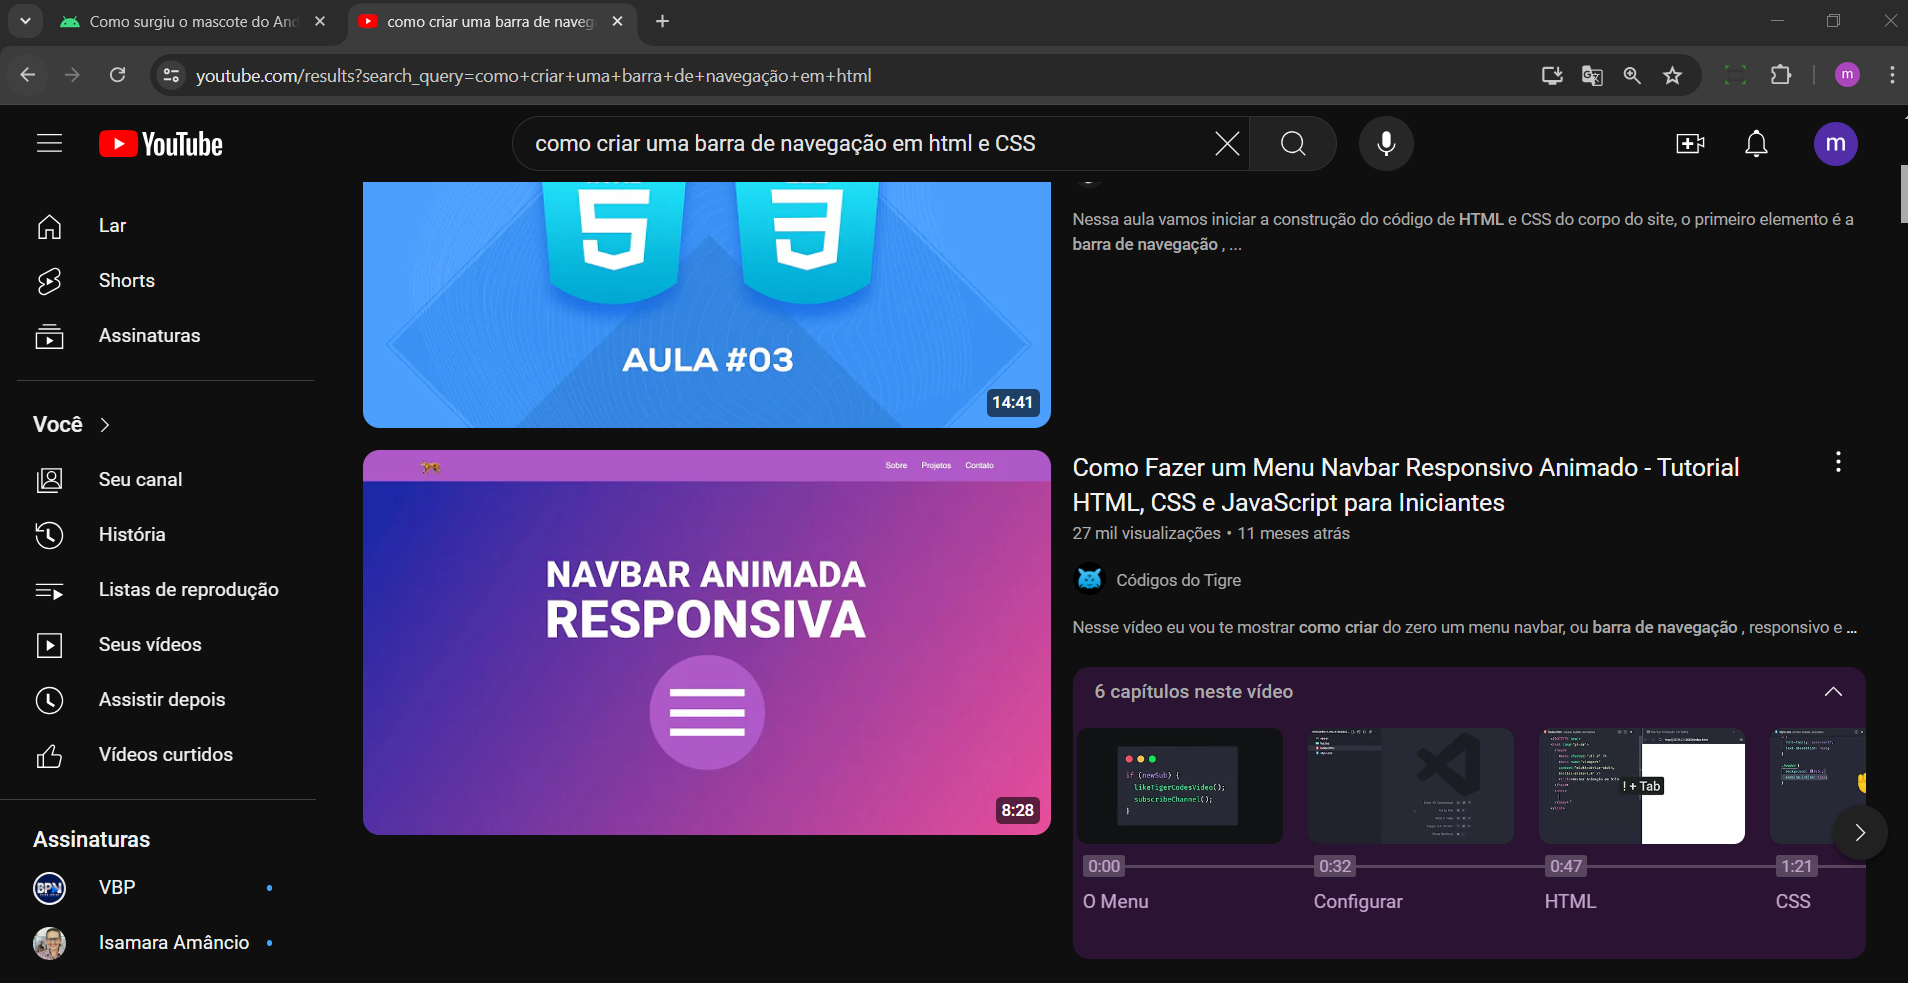 Como surgiu o mascote do And
como criar uma barra de naveg
youtube.com/results?search_query=como+criar+uma+barra+de+navegação+em+html
m
YouTube
como criar uma barra de navegação em html e CSS
m
Lar
Shorts
Assinaturas
Você
Seu canal
História
Listas de reprodução
Seus vídeos
Assistir depois
Vídeos curtidos
Assinaturas
VBP
Isamara Amâncio
AULA #03
14:41
Nessa aula vamos iniciar a construção do código de HTML e CSS do corpo do site, o primeiro elemento é a
barra de navegação , ...
Sobre Projetos Contato
NAVBAR ANIMADA
RESPONSIVA
8:28
Como Fazer um Menu Navbar Responsivo Animado - Tutorial
HTML, CSS e JavaScript para Iniciantes
27 mil visualizações • 11 meses atrás
Códigos do Tigre
Nesse vídeo eu vou te mostrar como criar do zero um menu navbar, ou barra de navegação , responsivo e ...
6 capítulos neste vídeo
if (newSub) {
likeTigerCodesVideo();
subscribeChannel();
}
! + Tab
0:00
O Menu
0:32
Configurar
0:47
HTML
1:21
CSS